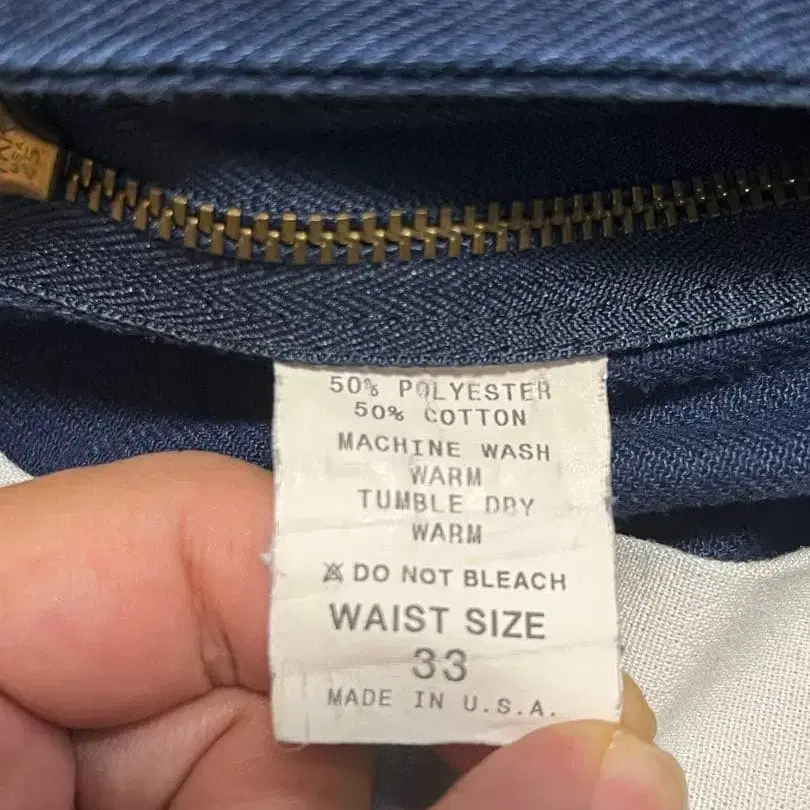 50% POLYESTER
50% COTTON
MACHINE WASH
WARM
TUMBLE DRY
WARM
DO NOT BLEACH
WAIST SIZE
33
MADE IN U.S.A.